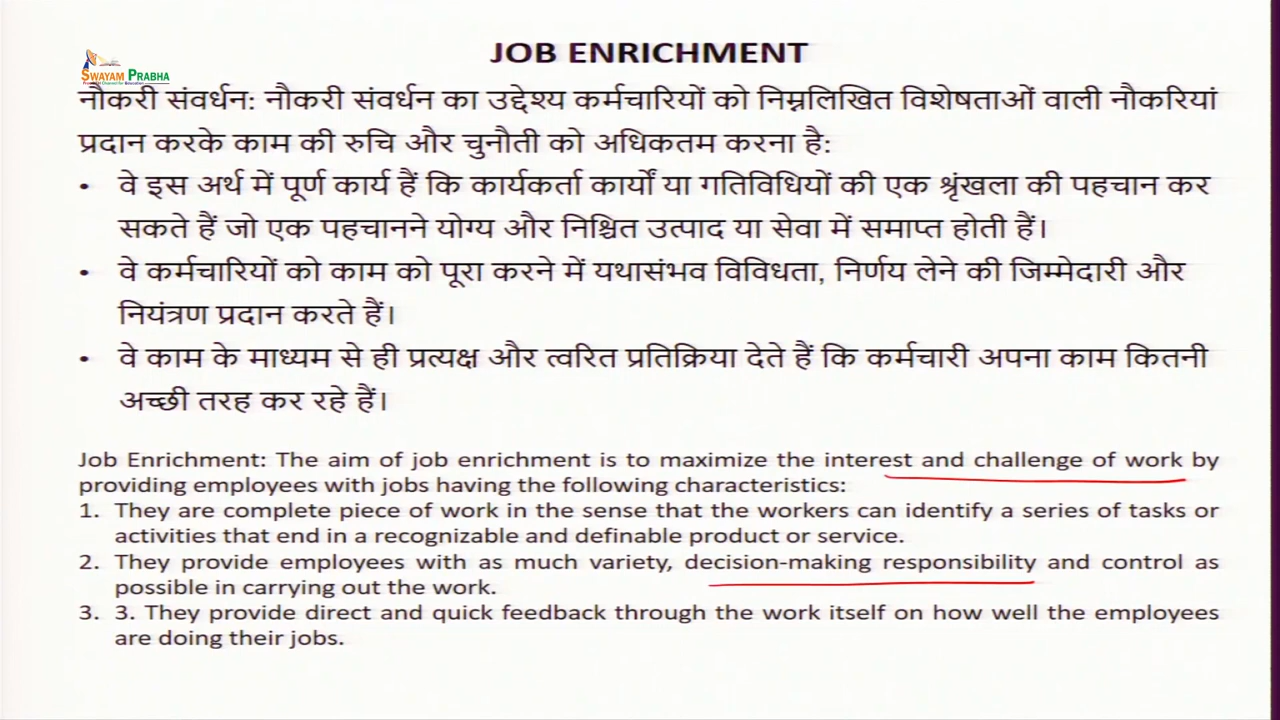 JOB ENRICHMENT
SWAYAM PRABHA
नौकरी संवर्धन: नौकरी संवर्धन का उद्देश्य कर्मचारियों को निम्नलिखित विशेषताओं वाली नौकरियां
प्रदान करके काम की रुचि और चुनौती को अधिकतम करना है:
• वे इस अर्थ में पूर्ण कार्य हैं कि कार्यकर्ता कार्यों या गतिविधियों की एक श्रृंखला की पहचान कर
सकते हैं जो एक पहचानने योग्य और निश्चित उत्पाद या सेवा में समाप्त होती हैं।
• वे कर्मचारियों को काम को पूरा करने में यथासंभव विविधता, निर्णय लेने की जिम्मेदारी और
नियंत्रण प्रदान करते हैं।
• वे काम के माध्यम से ही प्रत्यक्ष और त्वरित प्रतिक्रिया देते हैं कि कर्मचारी अपना काम कितनी
अच्छी तरह कर रहे हैं।
Job Enrichment: The aim of job enrichment is to maximize the interest and challenge of work by
providing employees with jobs having the following characteristics:
1. They are complete piece of work in the sense that the workers can identify a series of tasks or
activities that end in a recognizable and definable product or service.
2. They provide employees with as much variety, decision-making responsibility and control as
possible in carrying out the work.
3. 3. They provide direct and quick feedback through the work itself on how well the employees
are doing their jobs.